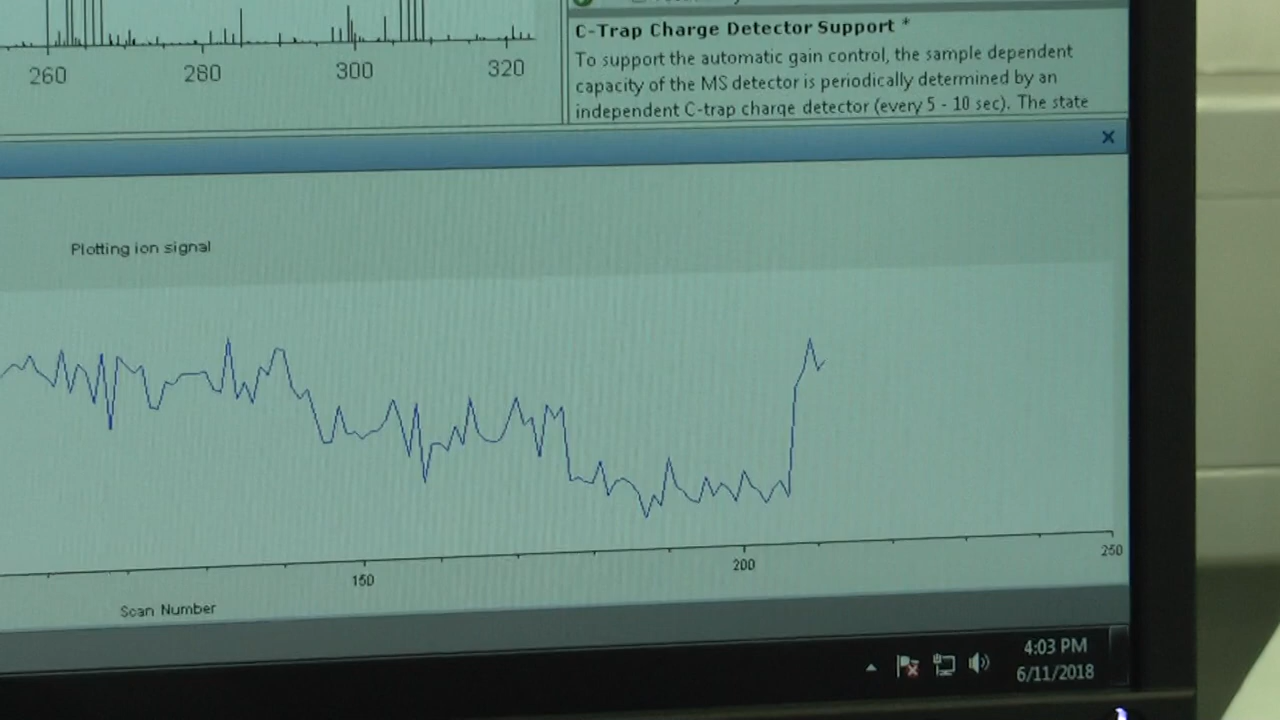 260 280 300 320
C-Trap Charge Detector Support *
To support the automatic gain control, the sample dependent
capacity of the MS detector is periodically determined by an
independent C-trap charge detector (every 5 - 10 sec). The state
Plotting ion signal
150 200 250
Scan Number
4:03 PM
6/11/2018